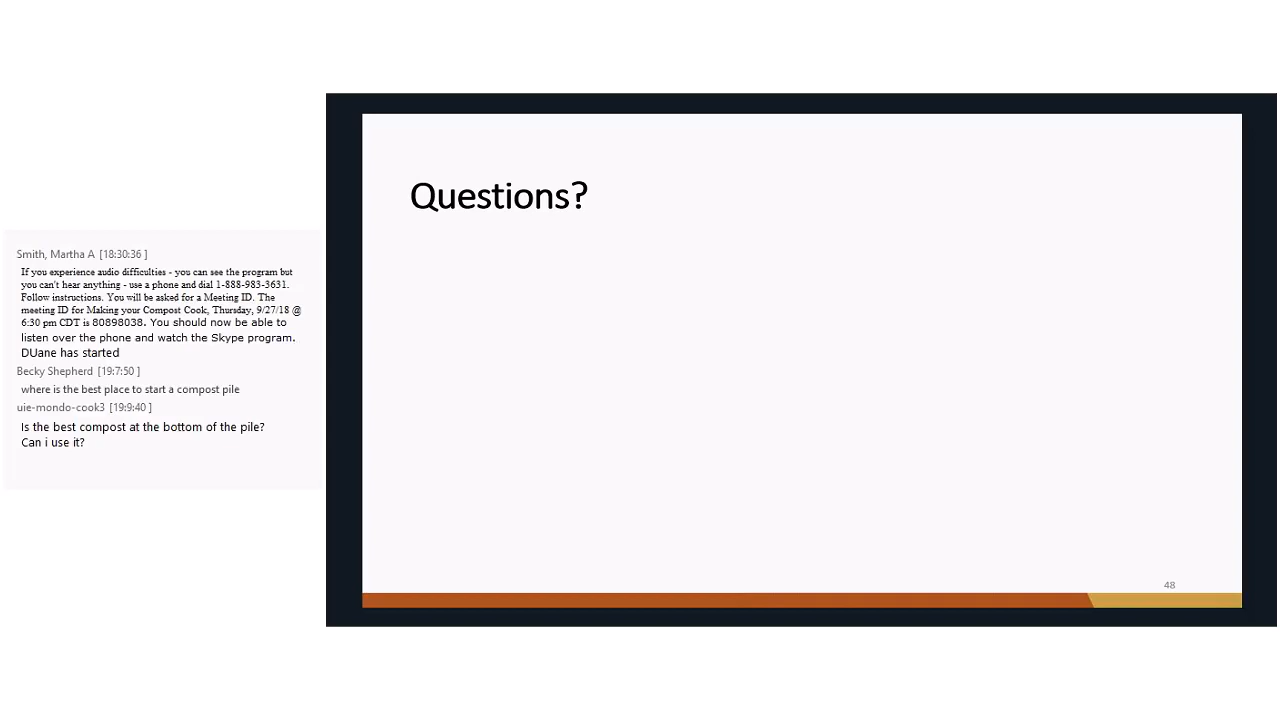 Smith, Martha A [18:30:36 ]
If you experience audio difficulties - you can see the program but
you can't hear anything - use a phone and dial 1-888-983-3631.
Follow instructions. You will be asked for a Meeting ID. The
meeting ID for Making your Compost Cook, Thursday, 9/27/18 @
6:30 pm CDT is 80898038. You should now be able to
listen over the phone and watch the Skype program.
DUane has started
Becky Shepherd [19:7:50 ]
where is the best place to start a compost pile
uie-mondo-cook3 [19:9:40 ]
Is the best compost at the bottom of the pile?
Can i use it?
Questions?
48